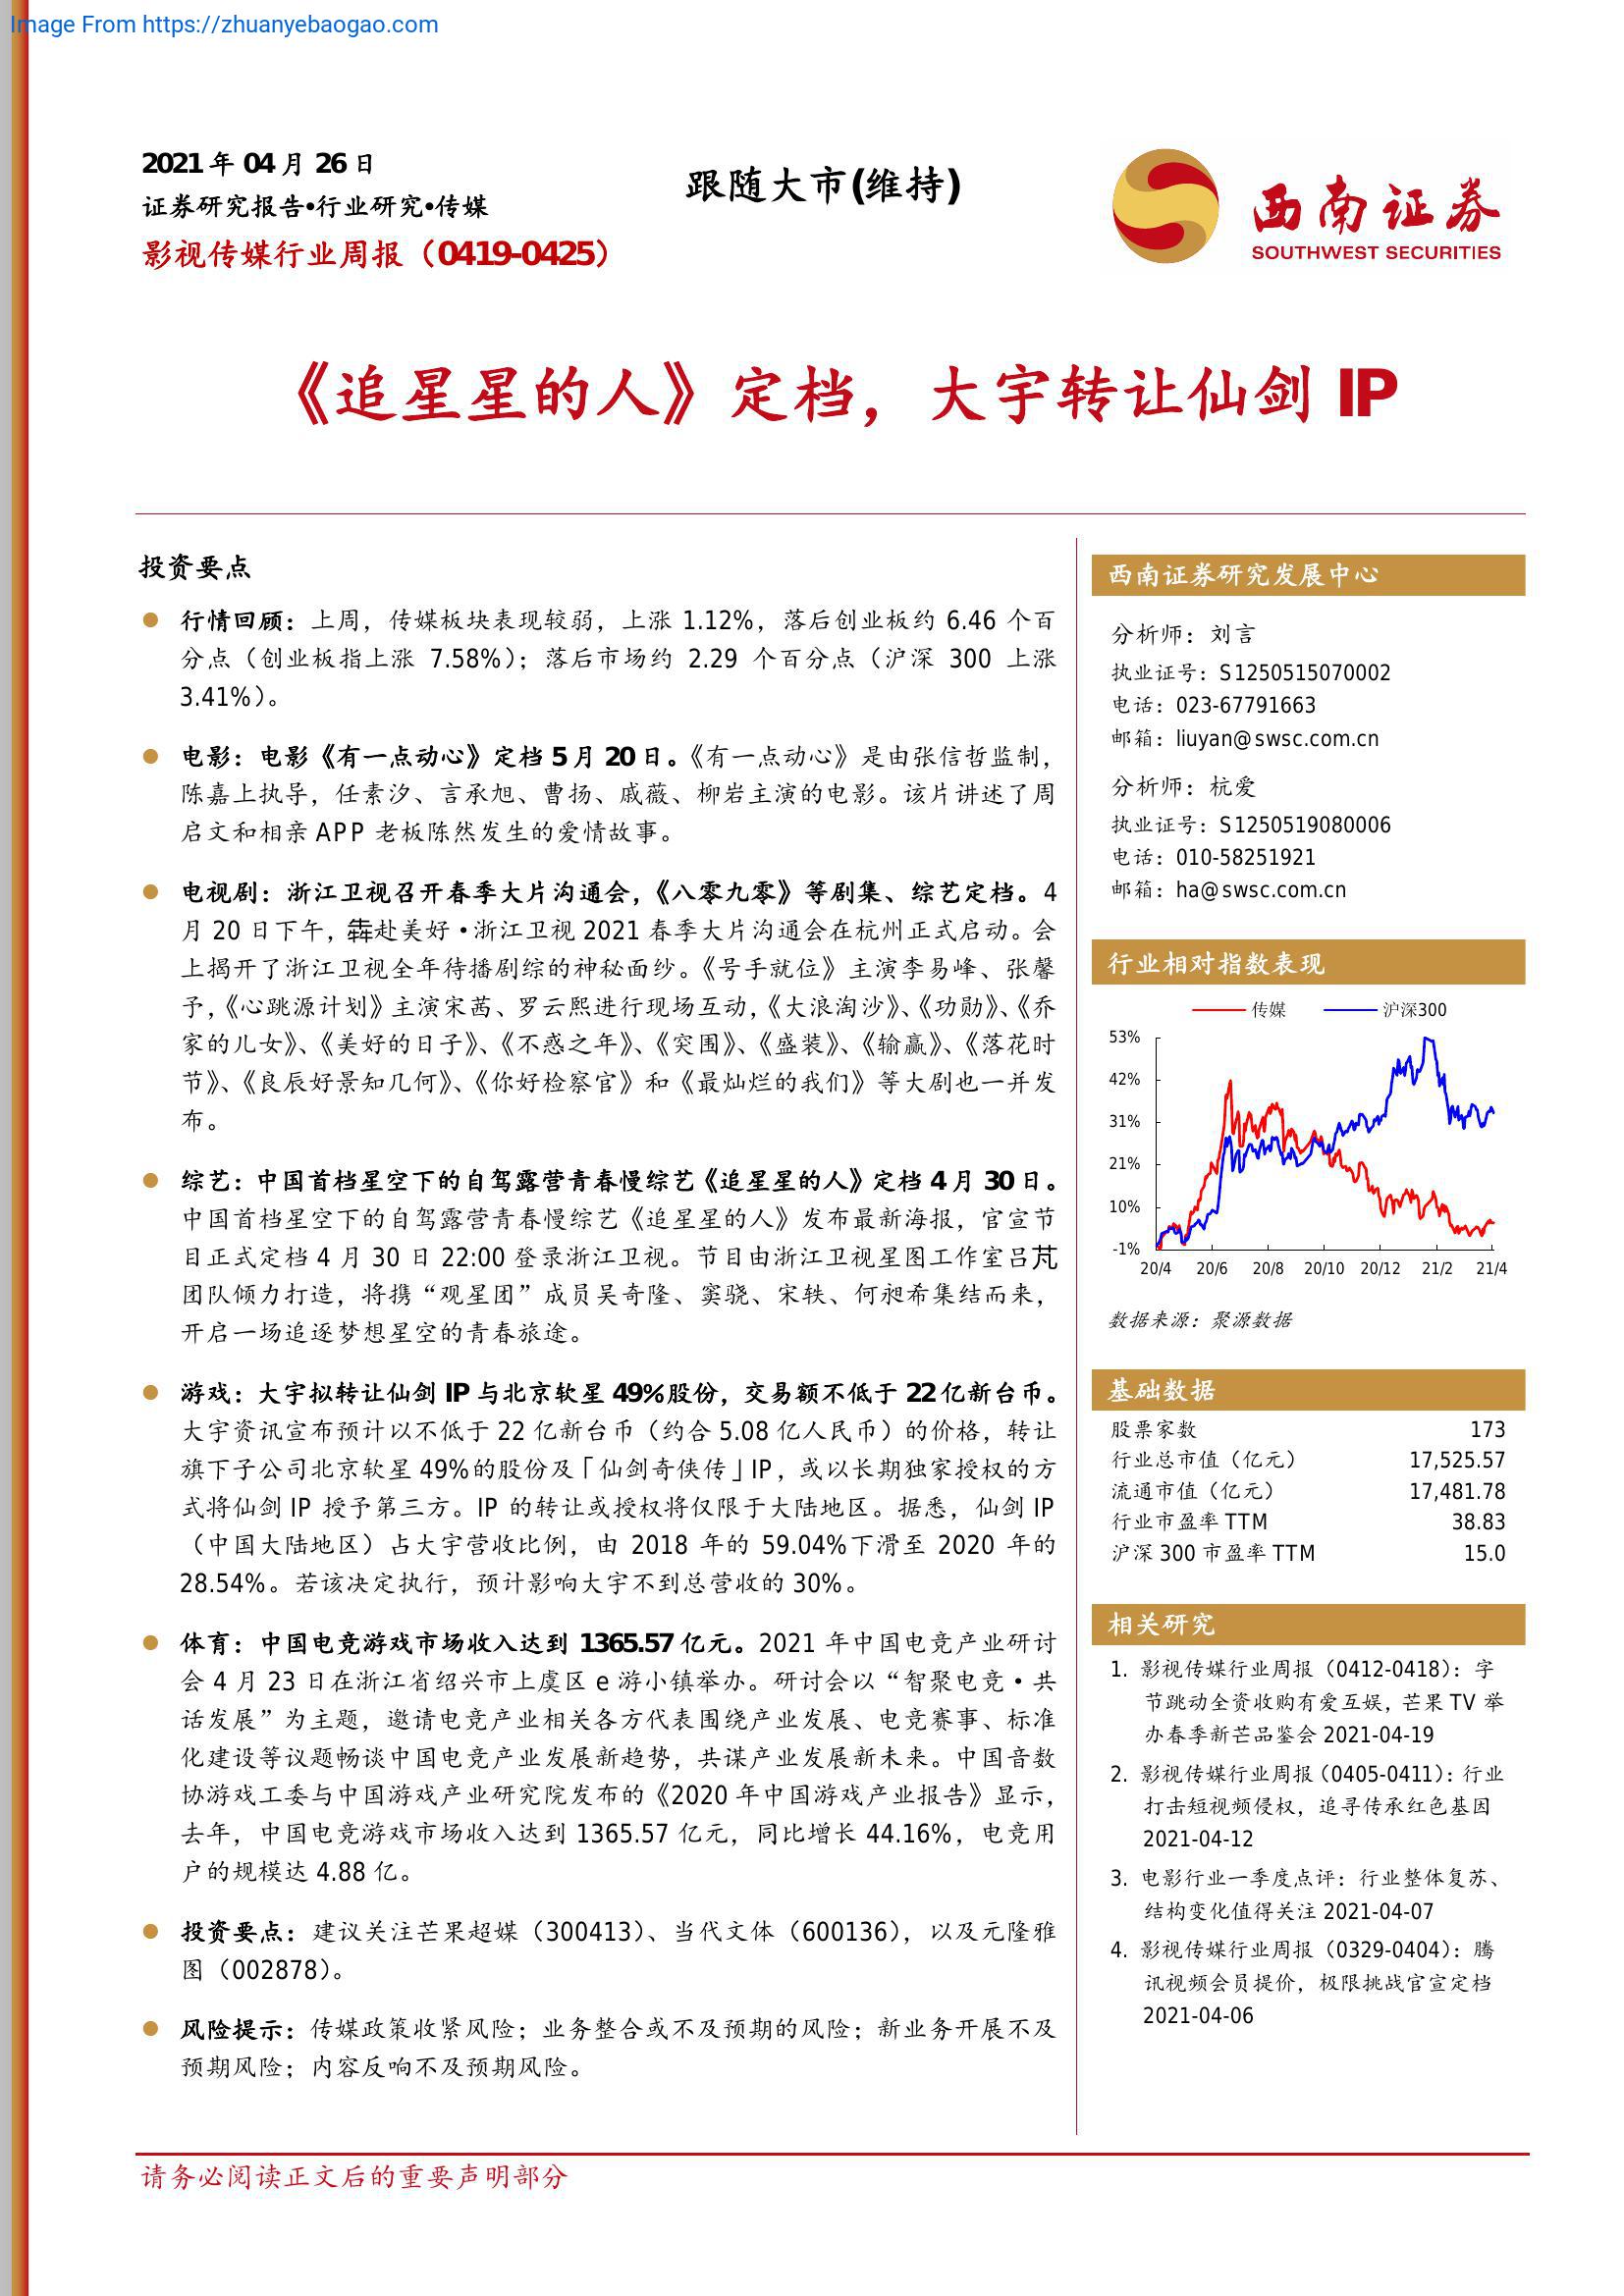 Image From https://zhuanyebaogao.com
2021 年 04 月 26 日
证券研究报告•行业研究•传媒
影视传媒行业周报（0419-0425）
跟随大市(维持)
西南证券
SOUTHWEST SECURITIES
《追星星的人》定档，大宇转让仙剑 IP
投资要点
行情回顾：上周，传媒板块表现较弱，上涨 1.12%，落后创业板约 6.46 个百
分点（创业板指上涨 7.58%）；落后市场约 2.29 个百分点（沪深 300 上涨
3.41%）。
电影：电影《有一点动心》定档 5 月 20 日。《有一点动心》是由张信哲监制，
陈嘉上执导，任素汐、言承旭、曹扬、戚薇、柳岩主演的电影。该片讲述了周
启文和相亲 APP 老板陈然发生的爱情故事。
电视剧：浙江卫视召开春季大片沟通会，《八零九零》等剧集、综艺定档。4
月 20 日下午，犇赴美好•浙江卫视 2021 春季大片沟通会在杭州正式启动。会
上揭开了浙江卫视全年待播剧综的神秘面纱。《号手就位》主演李易峰、张馨
予，《心跳源计划》主演宋茜、罗云熙进行现场互动，《大浪淘沙》、《功勋》、《乔
家的儿女》、《美好的日子》、《不惑之年》、《突围》、《盛装》、《输赢》、《落花时
节》、《良辰好景知几何》、《你好检察官》和《最灿烂的我们》等大剧也一并发
布。
综艺：中国首档星空下的自驾露营青春慢综艺《追星星的人》定档 4 月 30 日。
中国首档星空下的自驾露营青春慢综艺《追星星的人》发布最新海报，官宣节
目正式定档 4 月 30 日 22:00 登录浙江卫视。节目由浙江卫视星图工作室吕芃
团队倾力打造，将携“观星团”成员吴奇隆、窦骁、宋轶、何昶希集结而来，
开启一场追逐梦想星空的青春旅途。
游戏：大宇拟转让仙剑 IP 与北京软星 49%股份，交易额不低于 22 亿新台币。
大宇资讯宣布预计以不低于 22 亿新台币（约合 5.08 亿人民币）的价格，转让
旗下子公司北京软星 49%的股份及「仙剑奇侠传」IP，或以长期独家授权的方
式将仙剑 IP 授予第三方。IP 的转让或授权将仅限于大陆地区。据悉，仙剑 IP
（中国大陆地区）占大宇营收比例，由 2018 年的 59.04%下滑至 2020 年的
28.54%。若该决定执行，预计影响大宇不到总营收的 30%。
体育：中国电竞游戏市场收入达到 1365.57 亿元。2021 年中国电竞产业研讨
会 4 月 23 日在浙江省绍兴市上虞区 e 游小镇举办。研讨会以“智聚电竞•共
话发展”为主题，邀请电竞产业相关各方代表围绕产业发展、电竞赛事、标准
化建设等议题畅谈中国电竞产业发展新趋势，共谋产业发展新未来。中国音数
协游戏工委与中国游戏产业研究院发布的《2020 年中国游戏产业报告》显示，
去年，中国电竞游戏市场收入达到 1365.57 亿元，同比增长 44.16%，电竞用
户的规模达 4.88 亿。
投资要点：建议关注芒果超媒（300413）、当代文体（600136），以及元隆雅
图（002878）。
风险提示：传媒政策收紧风险；业务整合或不及预期的风险；新业务开展不及
预期风险；内容反响不及预期风险。
西南证券研究发展中心
分析师：刘言
执业证号：S1250515070002
电话：023-67791663
邮箱：liuyan@swsc.com.cn
分析师：杭爱
执业证号：S1250519080006
电话：010-58251921
邮箱：ha@swsc.com.cn
行业相对指数表现
传媒 沪深300
53%
42%
31%
21%
10%
-1%
20/4 20/6 20/8 20/10 20/12 21/2 21/4
数据来源：聚源数据
基础数据
股票家数 173
行业总市值（亿元） 17,525.57
流通市值（亿元） 17,481.78
行业市盈率 TTM 38.83
沪深 300 市盈率 TTM 15.0
相关研究
1. 影视传媒行业周报（0412-0418）：字
节跳动全资收购有爱互娱，芒果 TV 举
办春季新芒品鉴会 2021-04-19
2. 影视传媒行业周报（0405-0411）：行业
打击短视频侵权，追寻传承红色基因
2021-04-12
3. 电影行业一季度点评：行业整体复苏、
结构变化值得关注 2021-04-07
4. 影视传媒行业周报（0329-0404）：腾
讯视频会员提价，极限挑战官宣定档
2021-04-06
请务必阅读正文后的重要声明部分